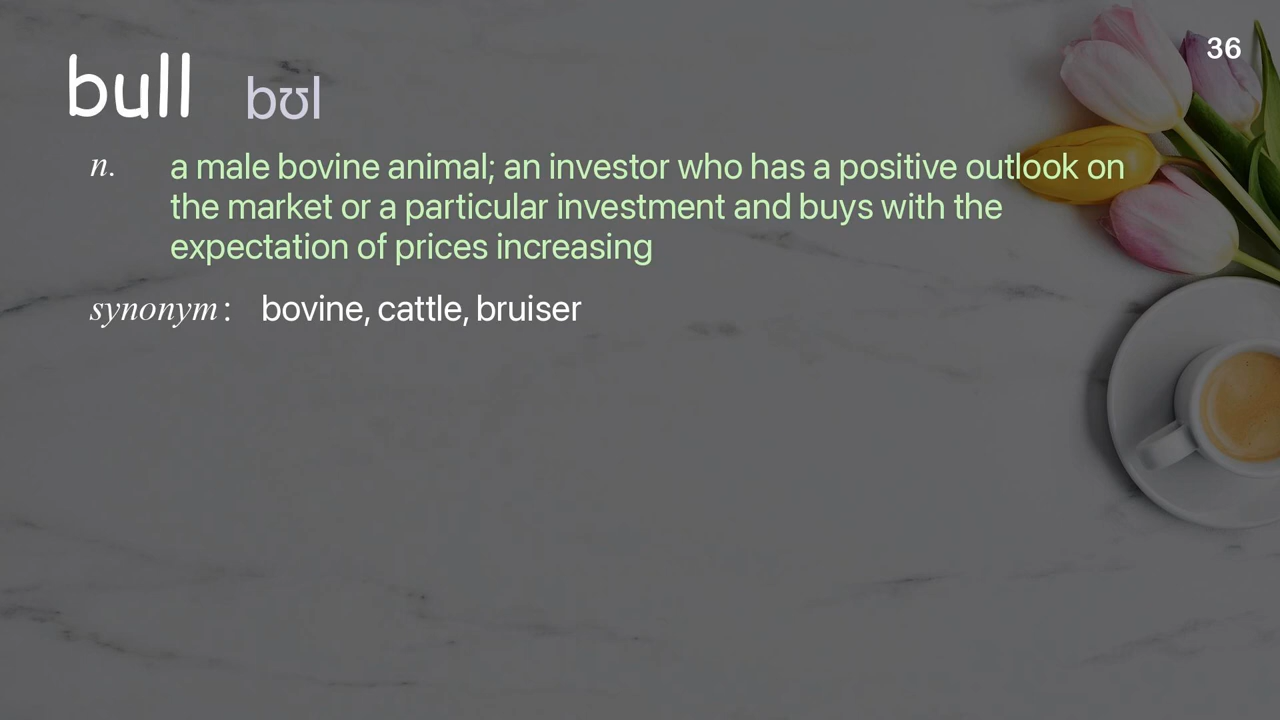 36
bull bʊl
n. a male bovine animal; an investor who has a positive outlook on
the market or a particular investment and buys with the
expectation of prices increasing
synonym: bovine, cattle, bruiser